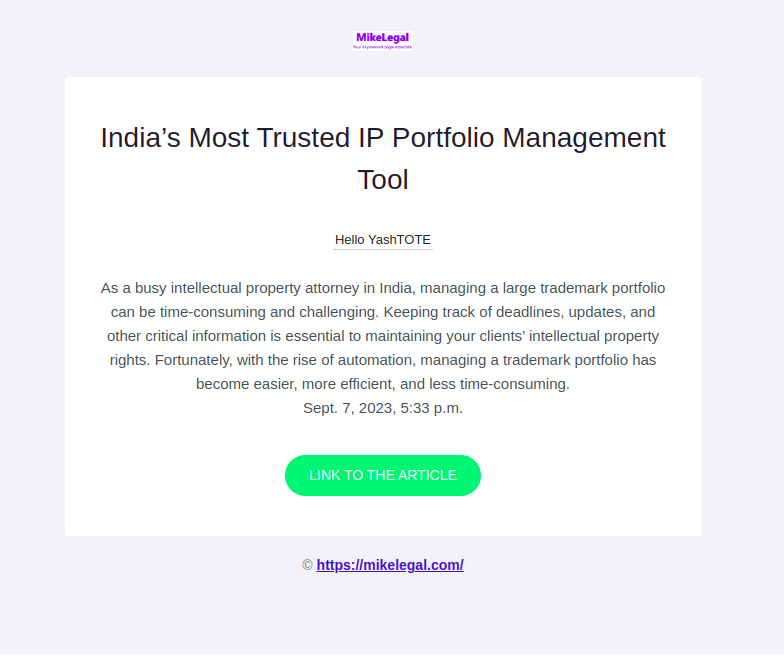 MikeLegal
Your AI powered Legal Associate
India’s Most Trusted IP Portfolio Management
Tool
Hello YashTOTE
As a busy intellectual property attorney in India, managing a large trademark portfolio
can be time-consuming and challenging. Keeping track of deadlines, updates, and
other critical information is essential to maintaining your clients’ intellectual property
rights. Fortunately, with the rise of automation, managing a trademark portfolio has
become easier, more efficient, and less time-consuming.
Sept. 7, 2023, 5:33 p.m.
LINK TO THE ARTICLE
© https://mikelegal.com/